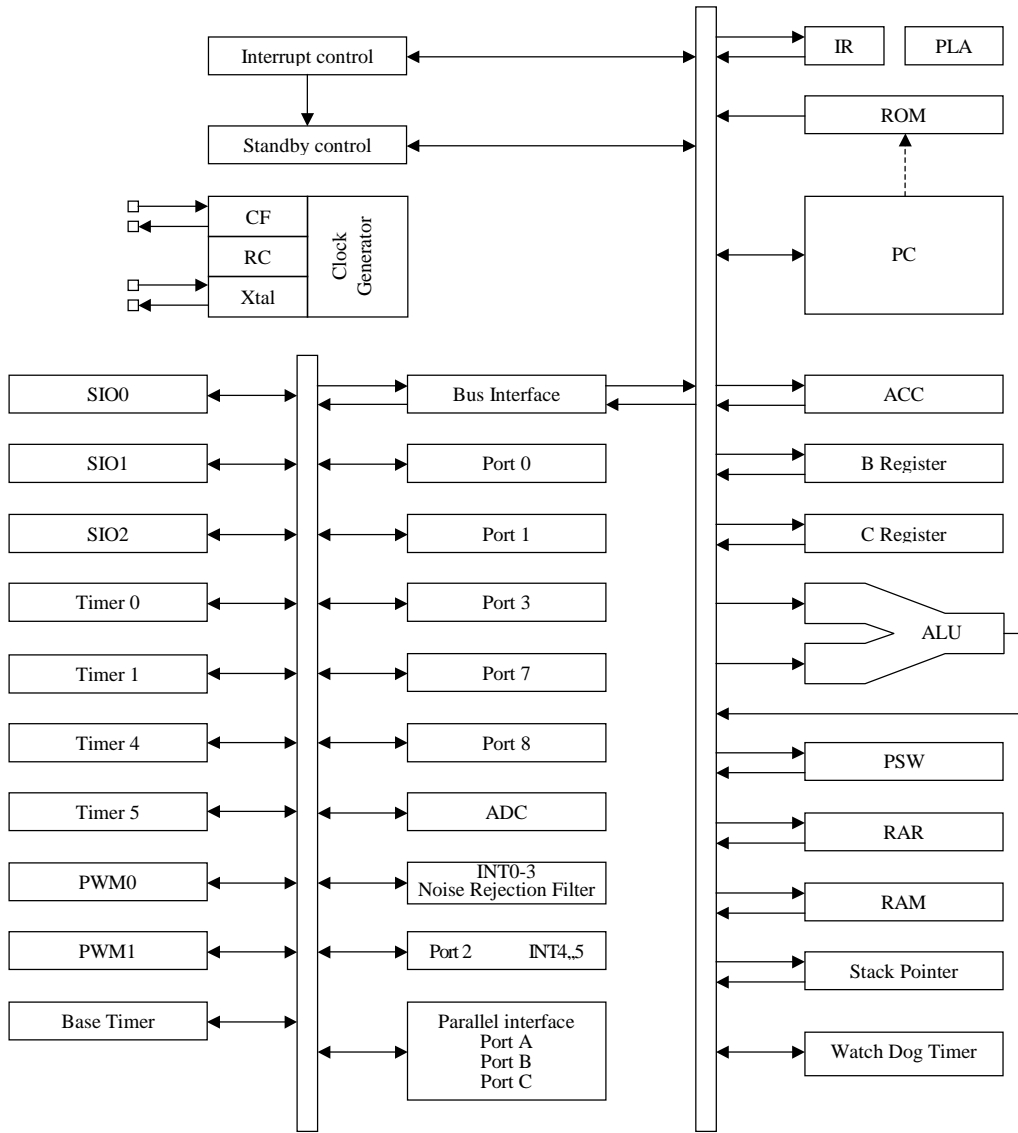 Interrupt control
IR
PLA
Standby control
ROM
CF
RC
Xtal
Clock
Generator
PC
SIO0
Bus Interface
ACC
SIO1
Port 0
B Register
SIO2
Port 1
C Register
Timer 0
Port 3
ALU
Timer 1
Port 7
Timer 4
Port 8
PSW
Timer 5
ADC
RAR
PWM0
INT0-3
Noise Rejection Filter
RAM
PWM1
Port 2 INT4,,5
Stack Pointer
Base Timer
Parallel interface
Port A
Port B
Port C
Watch Dog Timer